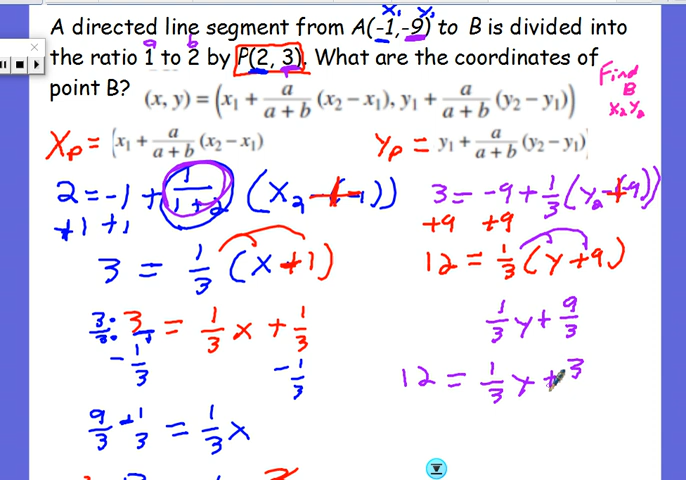 A directed line segment from A(-1,-9) to B is divided into
x, y,
a b
the ratio 1 to 2 by P(2, 3). What are the coordinates of
point B?
Find
B
x₂ y₂
(x, y) = (x₁ + a/(a+b) (x₂ − x₁), y₁ + a/(a+b) (y₂ − y₁))
Xp = (x₁ + a/(a+b) (x₂ − x₁)
Yp = y₁ + a/(a+b) (y₂ − y₁)
2 = -1 + 1/(1+2) (x₂ - (-1))
3 = -9 + 1/3 (y₂ - (-9))
+1 +1
+9 +9
3 = 1/3 (x + 1)
12 = 1/3 (y + 9)
3/3 · 3/1 = 1/3 x + 1/3
1/3 y + 9/3
- 1/3 - 1/3
12 = 1/3 y + 3
9/3 - 1/3 = 1/3 x